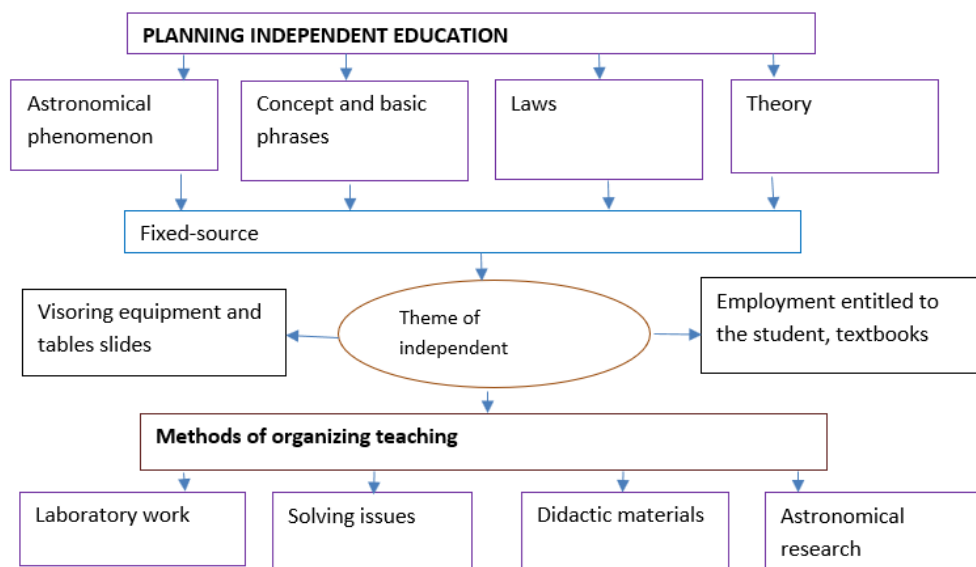 PLANNING INDEPENDENT EDUCATION
Astronomical
phenomenon
Concept and basic
phrases
Laws
Theory
Fixed-source
Visoring equipment and
tables slides
Theme of
independent
Employment entitled to
the student, textbooks
Methods of organizing teaching
Laboratory work
Solving issues
Didactic materials
Astronomical
research